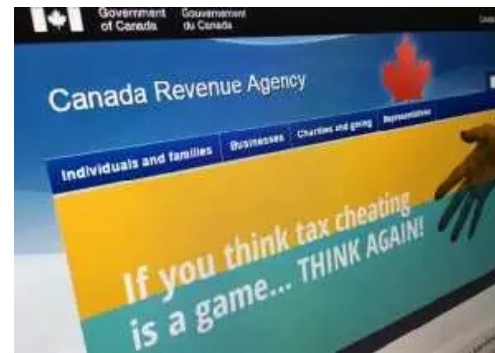 Government Gouvernement
of Canada du Canada
Canada Revenue Agency
Individuals and families Businesses Charities and giving Representatives
If you think tax cheating
is a game... THINK AGAIN!